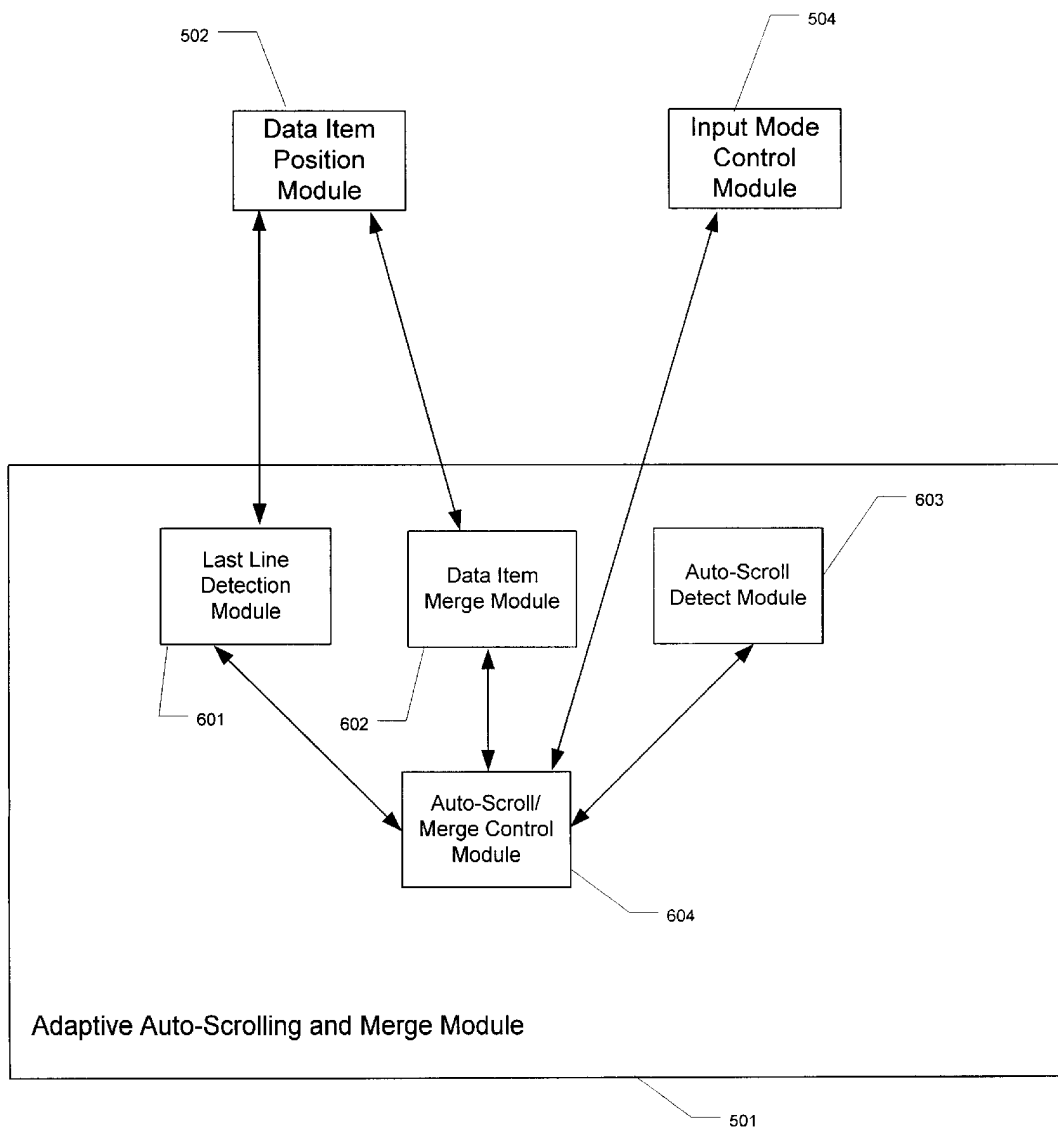 502
504
Data Item
Position
Module
Input Mode
Control
Module
603
Last Line
Detection
Module
Data Item
Merge Module
Auto-Scroll
Detect Module
601
602
Auto-Scroll/
Merge Control
Module
604
Adaptive Auto-Scrolling and Merge Module
501